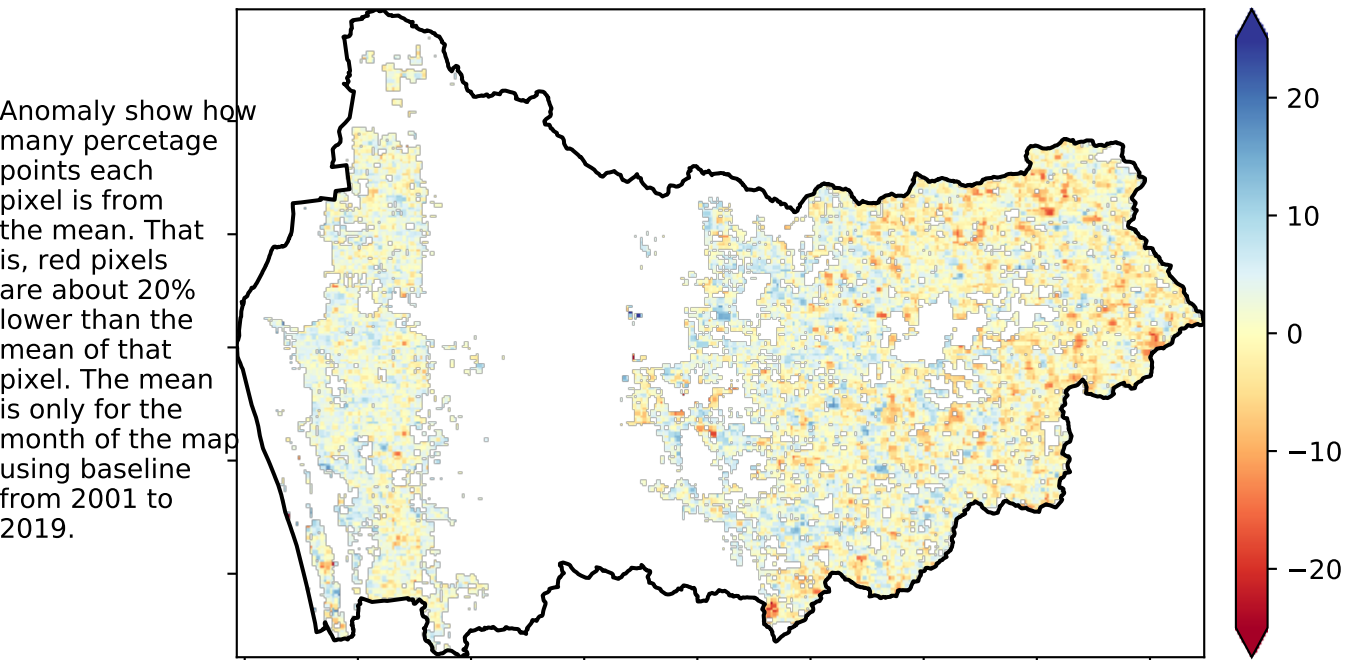 Anomaly show how
many percetage
points each
pixel is from
the mean. That
is, red pixels
are about 20%
lower than the
mean of that
pixel. The mean
is only for the
month of the map
using baseline
from 2001 to
2019.
20
10
0
−10
−20